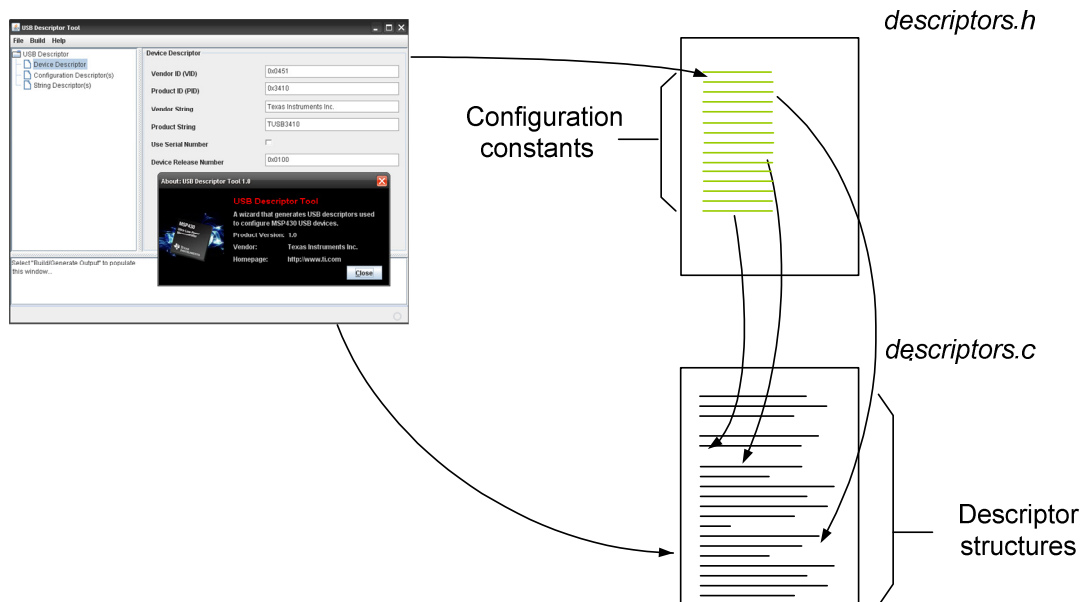 USB Descriptor Tool
File Build Help
USB Descriptor
Device Descriptor
Configuration Descriptor(s)
String Descriptor(s)
Device Descriptor
Vendor ID (VID) 0x0451
Product ID (PID) 0x3410
Vendor String Texas Instruments Inc.
Product String TUSB3410
Use Serial Number
Device Release Number 0x0100
About: USB Descriptor Tool 1.0
USB Descriptor Tool
A wizard that generates USB descriptors used
to configure MSP430 USB devices.
Product Version: 1.0
Vendor: Texas Instruments Inc.
Homepage: http://www.ti.com
Close
MSP430
Select "Build/Generate Output" to populate
this window...
descriptors.h
Configuration
constants
descriptors.c
Descriptor
structures